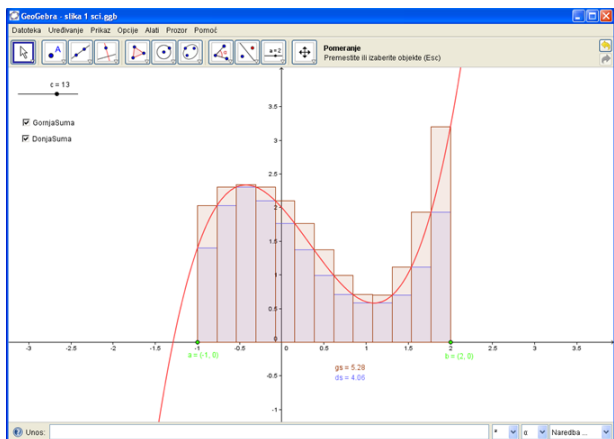 GeoGebra - slika 1 sci.ggb
Datoteka Uređivanje Prikaz Opcije Alati Prozor Pomoć
A
a=2
Pomeranje
Premestite ili izaberite objekte (Esc)
c = 13
GornjaSuma
DonjaSuma
3.5
3
2.5
2
1.5
1
0.5
0
-3 -2.5 -2 -1.5 -1 -0.5 0 0.5 1 1.5 2 2.5 3 3.5
a = (-1, 0)
b = (2, 0)
gs = 5.28
ds = 4.06
-0.5
-1
Unos:
*
α
Naredba ...